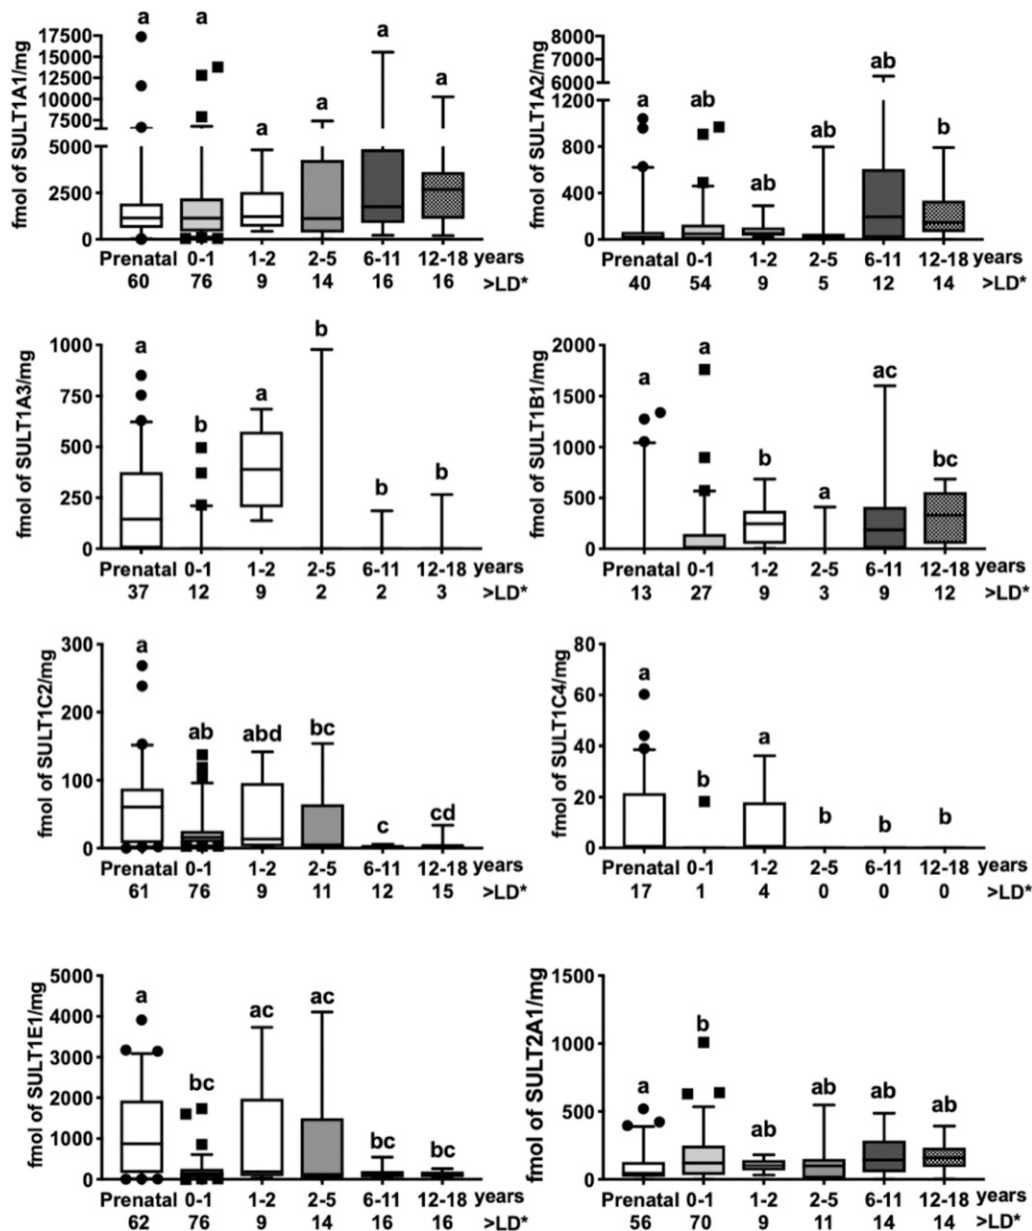 fmol of SULT1A1/mg
17500
15000
12500
10000
7500
5000
2500
0
a a a a a a
Prenatal 0-1 1-2 2-5 6-11 12-18 years
60 76 9 14 16 16 >LD*
fmol of SULT1A2/mg
8000
6000
4000
2000
1200
800
400
0
a ab ab ab ab b
Prenatal 0-1 1-2 2-5 6-11 12-18 years
40 54 9 5 12 14 >LD*
fmol of SULT1A3/mg
1000
750
500
250
0
a b a b b b
Prenatal 0-1 1-2 2-5 6-11 12-18 years
37 12 9 2 2 3 >LD*
fmol of SULT1B1/mg
2000
1500
1000
500
0
a a b a ac bc
Prenatal 0-1 1-2 2-5 6-11 12-18 years
13 27 9 3 9 12 >LD*
fmol of SULT1C2/mg
300
200
100
0
a ab abd bc c cd
Prenatal 0-1 1-2 2-5 6-11 12-18 years
61 76 9 11 12 15 >LD*
fmol of SULT1C4/mg
80
60
40
20
0
a b a b b b
Prenatal 0-1 1-2 2-5 6-11 12-18 years
17 1 4 0 0 0 >LD*
fmol of SULT1E1/mg
5000
4000
3000
2000
1000
0
a bc ac ac bc bc
Prenatal 0-1 1-2 2-5 6-11 12-18 years
62 76 9 14 16 16 >LD*
fmol of SULT2A1/mg
1500
1000
500
0
a b ab ab ab ab
Prenatal 0-1 1-2 2-5 6-11 12-18 years
56 70 9 11 14 14 >LD*